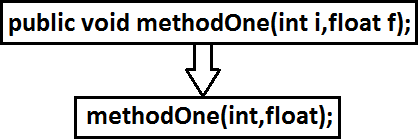 public void methodOne(int i,float f);
methodOne(int,float);